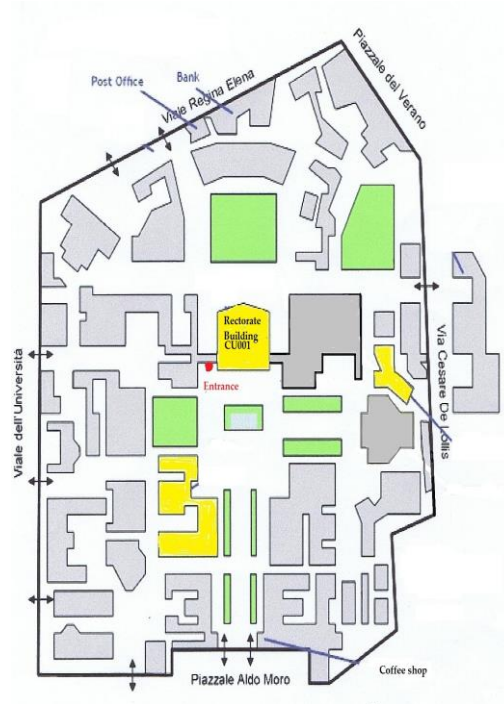 Piazzale del Verano
Post Office
Bank
Viale Regina Elena
Rectorate
Building
CU001
Entrance
Via Cesare De Lollis
Viale dell'Università
Coffee shop
Piazzale Aldo Moro